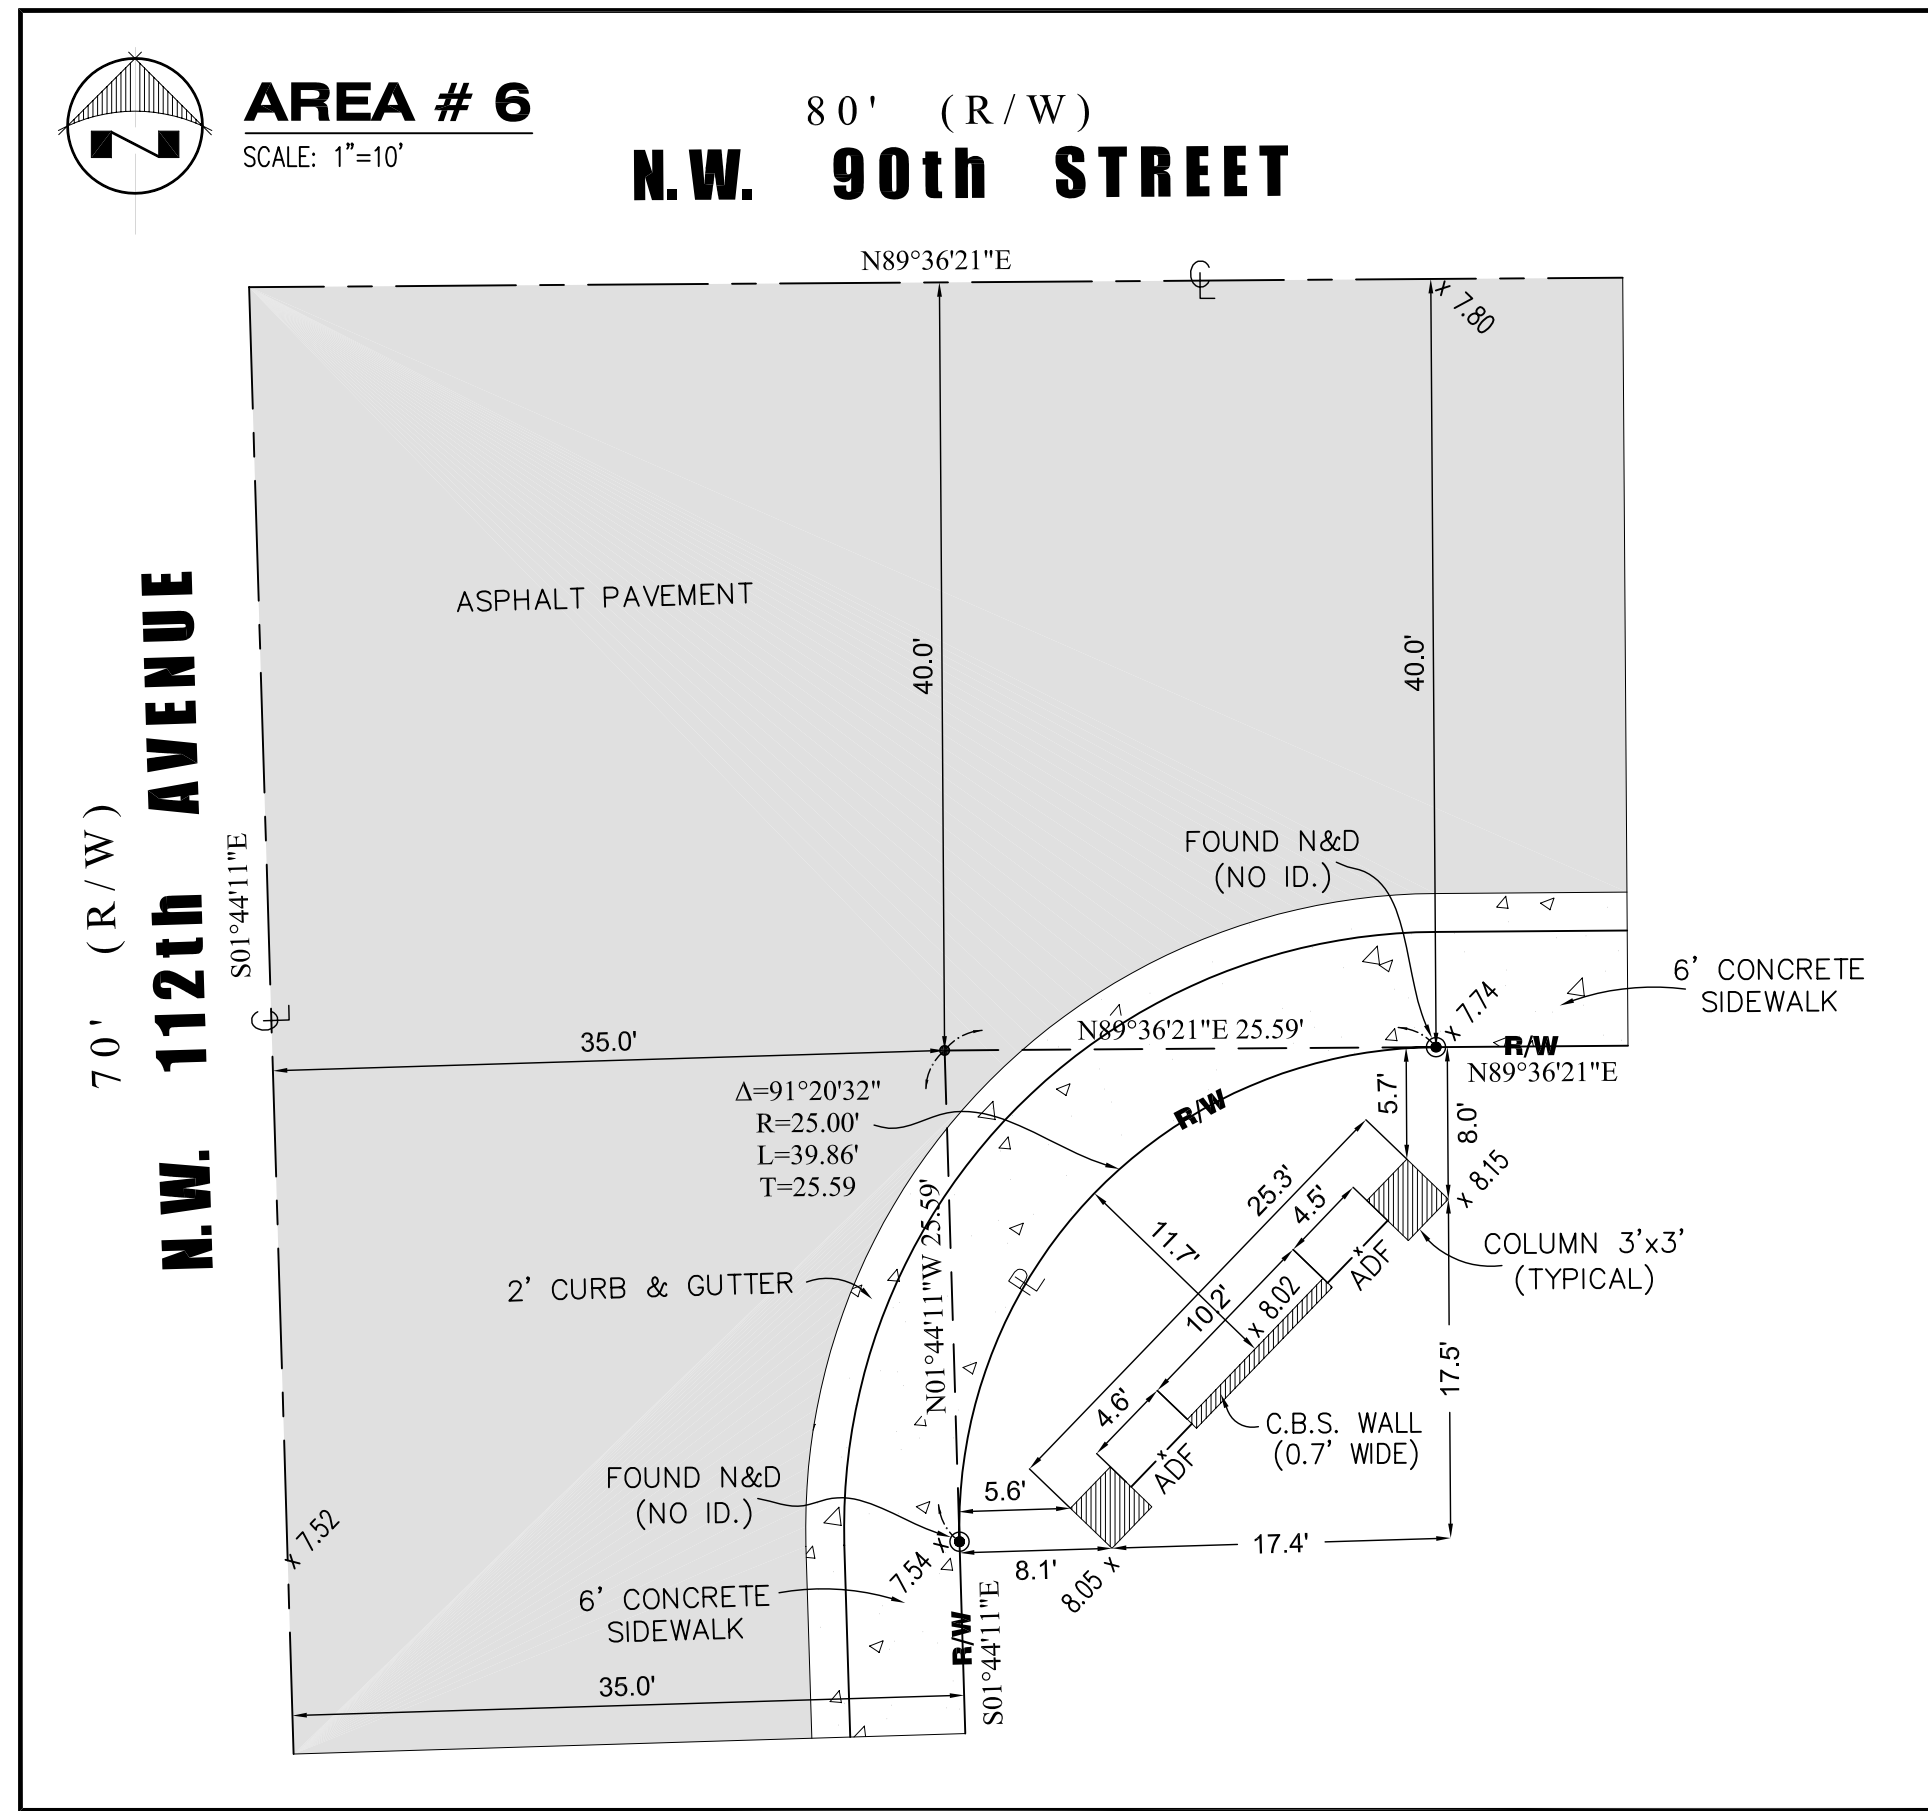 N
AREA # 6
SCALE: 1"=10'
80' (R/W)
N.W. 90th STREET
N89°36'21"E
℄
x 7.80
ASPHALT PAVEMENT
40.0'
40.0'
70' (R/W)
N.W. 112th AVENUE
S01°44'11"E
℄
FOUND N&D
(NO ID.)
6' CONCRETE
SIDEWALK
x 7.74
N89°36'21"E 25.59'
35.0'
R/W
N89°36'21"E
Δ=91°20'32"
R=25.00'
L=39.86'
T=25.59
R/W
5.7'
8.0'
x 8.15
25.3'
4.5'
N01°44'11"W 25.59'
11.7'
COLUMN 3'x3'
(TYPICAL)
x
ADF
2' CURB & GUTTER
PL
10.2'
x 8.02
17.5'
4.6'
C.B.S. WALL
(0.7' WIDE)
x
ADF
FOUND N&D
(NO ID.)
5.6'
x 7.52
7.54 x
8.1'
17.4'
8.05 x
6' CONCRETE
SIDEWALK
R/W
S01°44'11"E
35.0'